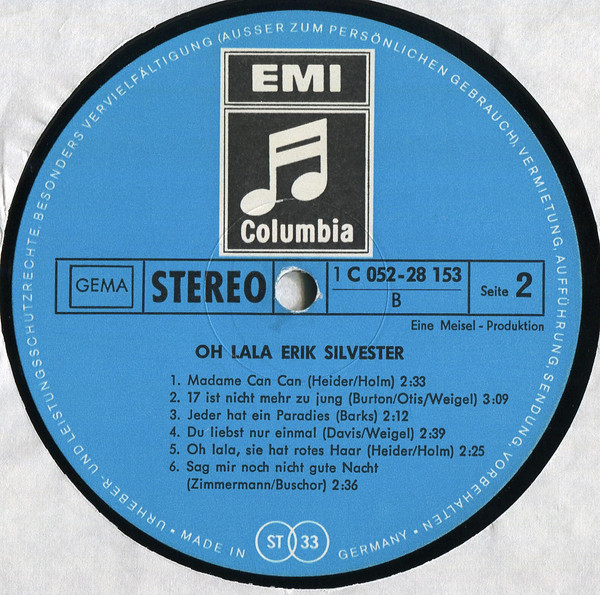 URHEBER- UND LEISTUNGSSCHUTZRECHTE, BESONDERS VERVIELFÄLTIGUNG (AUSSER ZUM PERSÖNLICHEN GEBRAUCH), VERMIETUNG, AUFFÜHRUNG, SENDUNG VORBEHALTEN •
EMI
Columbia
GEMA
STEREO
1 C 052-28 153
B
Seite 2
Eine Meisel - Produktion
OH LALA ERIK SILVESTER
1. Madame Can Can (Heider/Holm) 2:33
2. 17 ist nicht mehr zu jung (Burton/Otis/Weigel) 3:09
3. Jeder hat ein Paradies (Barks) 2:12
4. Du liebst nur einmal (Davis/Weigel) 2:39
5. Oh lala, sie hat rotes Haar (Heider/Holm) 2:25
6. Sag mir noch nicht gute Nacht
(Zimmermann/Buschor) 2:36
• MADE IN
ST 33
GERMANY •